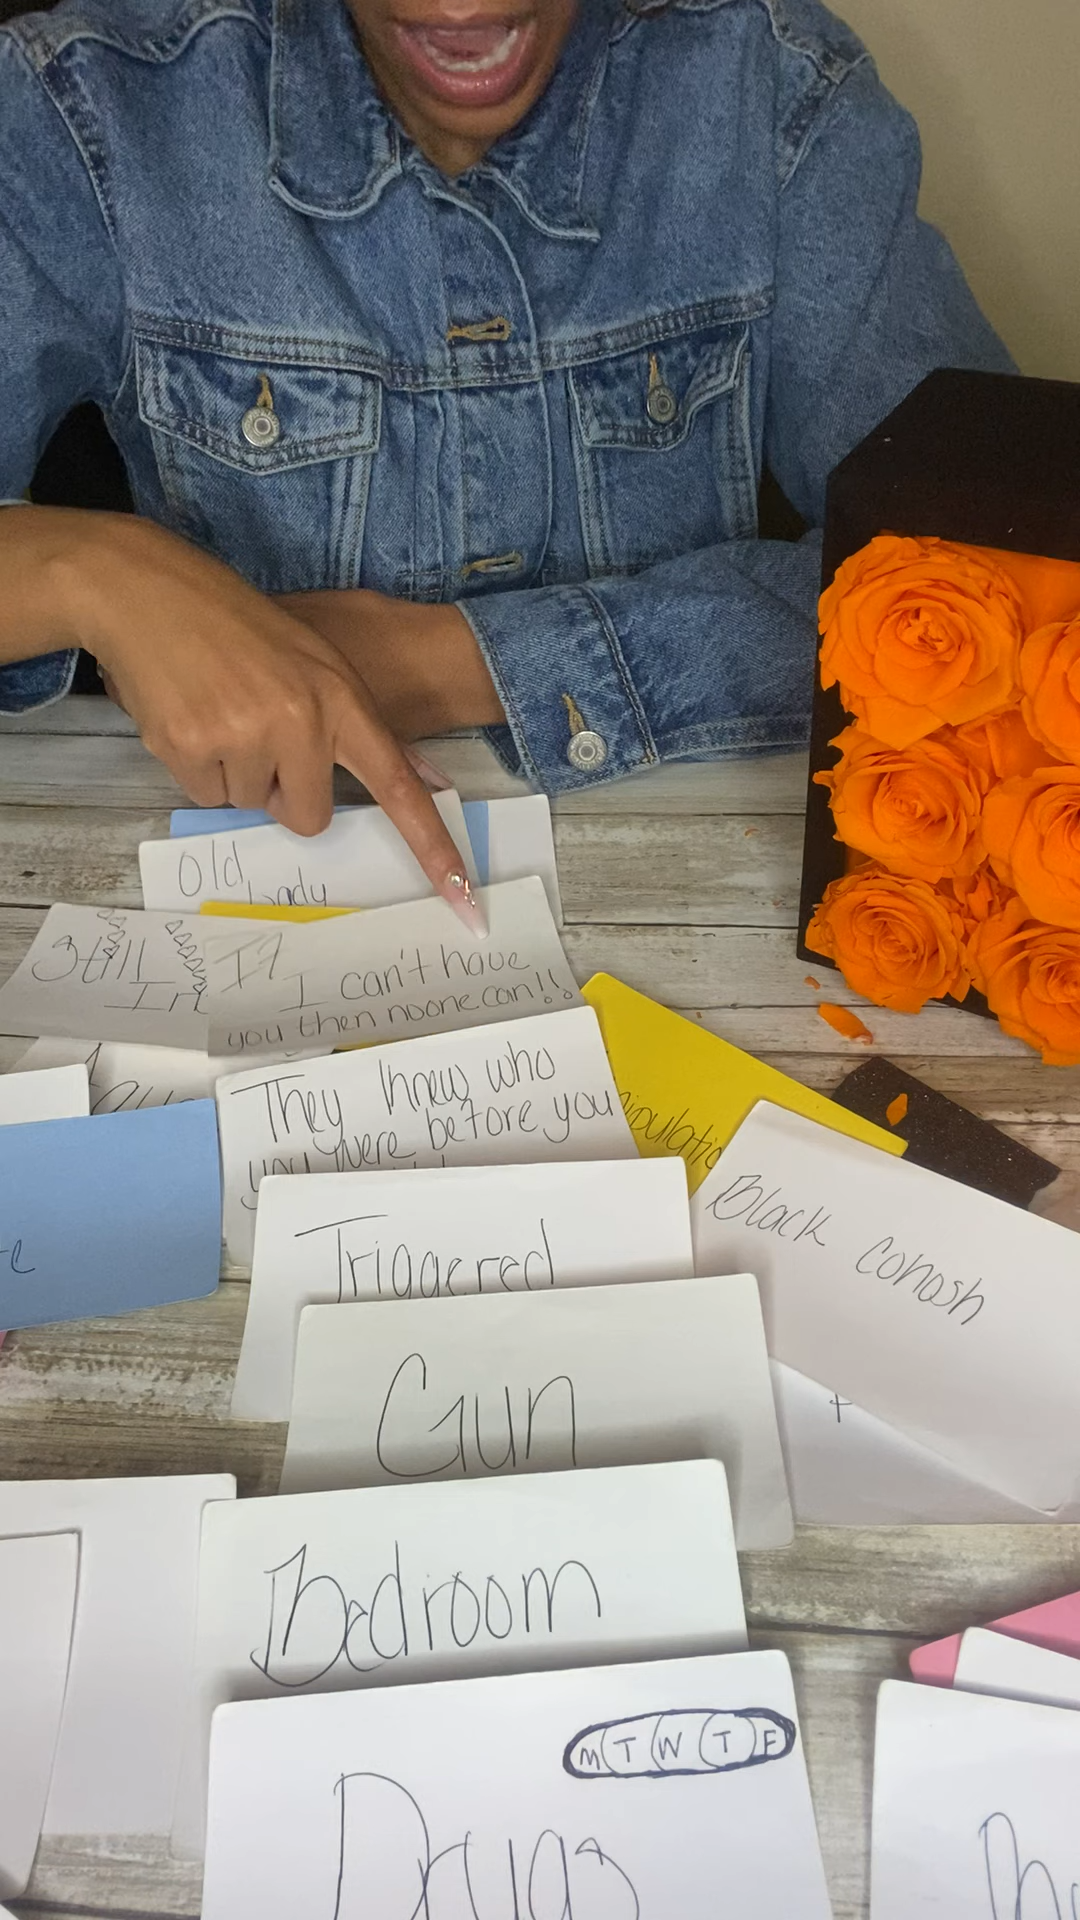 Old
Lady
Still
In
If
I can't have
you then noone can!!
They knew who
you were before you
Triggered
Black cohosh
Gun
Bedroom
M T W T F
Drugs